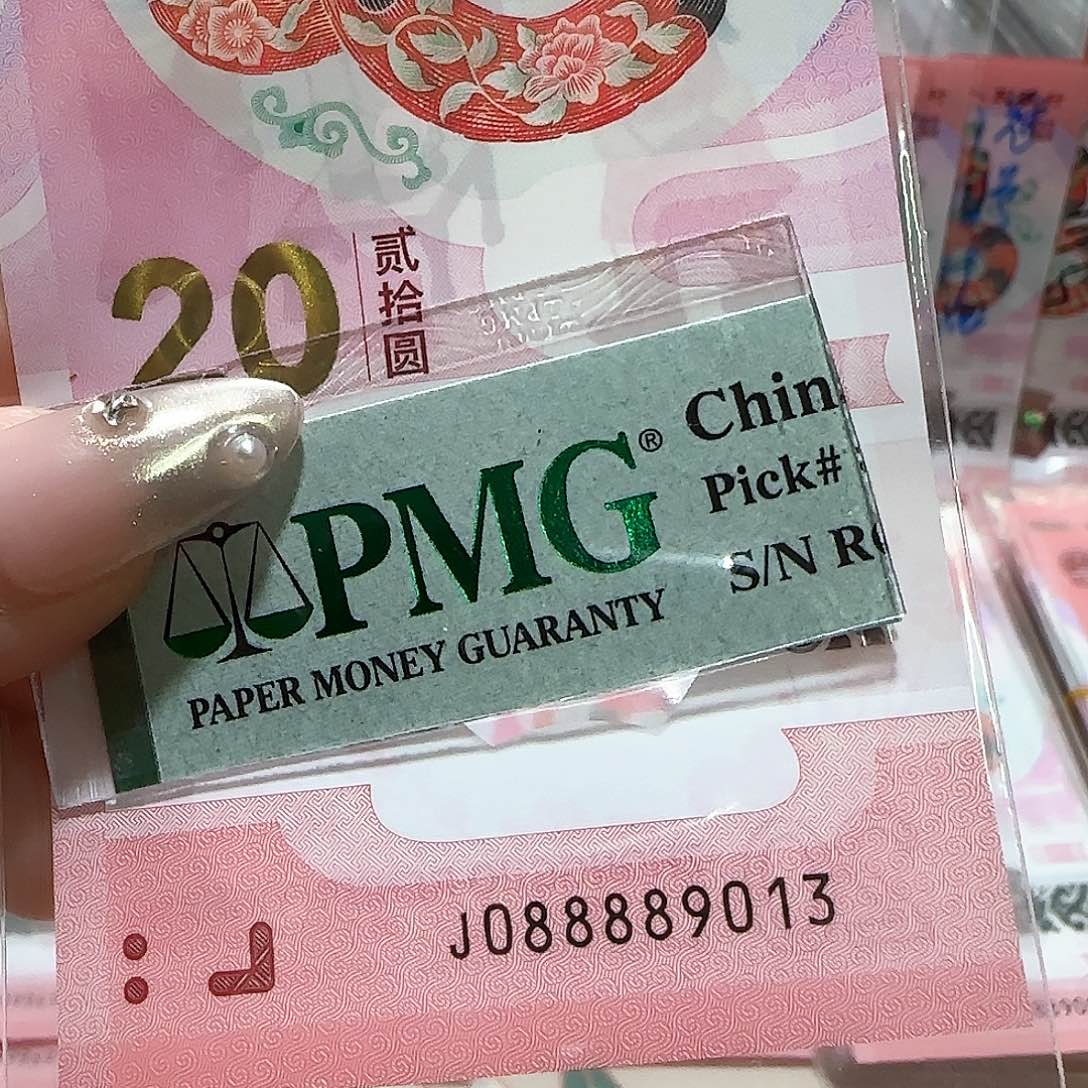 20
贰拾圆
PMG®
PAPER MONEY GUARANTY
Chin
Pick#
S/N R
J088889013